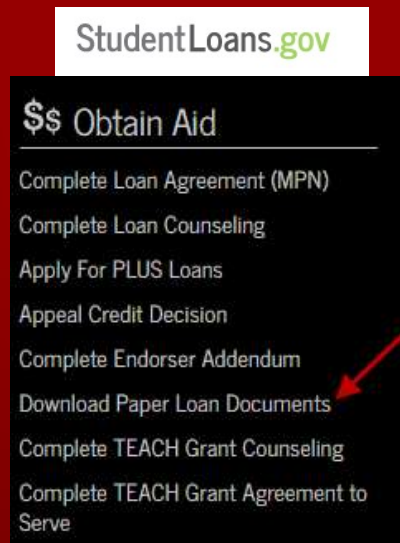 StudentLoans.gov
$$ Obtain Aid
Complete Loan Agreement (MPN)
Complete Loan Counseling
Apply For PLUS Loans
Appeal Credit Decision
Complete Endorser Addendum
Download Paper Loan Documents
Complete TEACH Grant Counseling
Complete TEACH Grant Agreement to
Serve